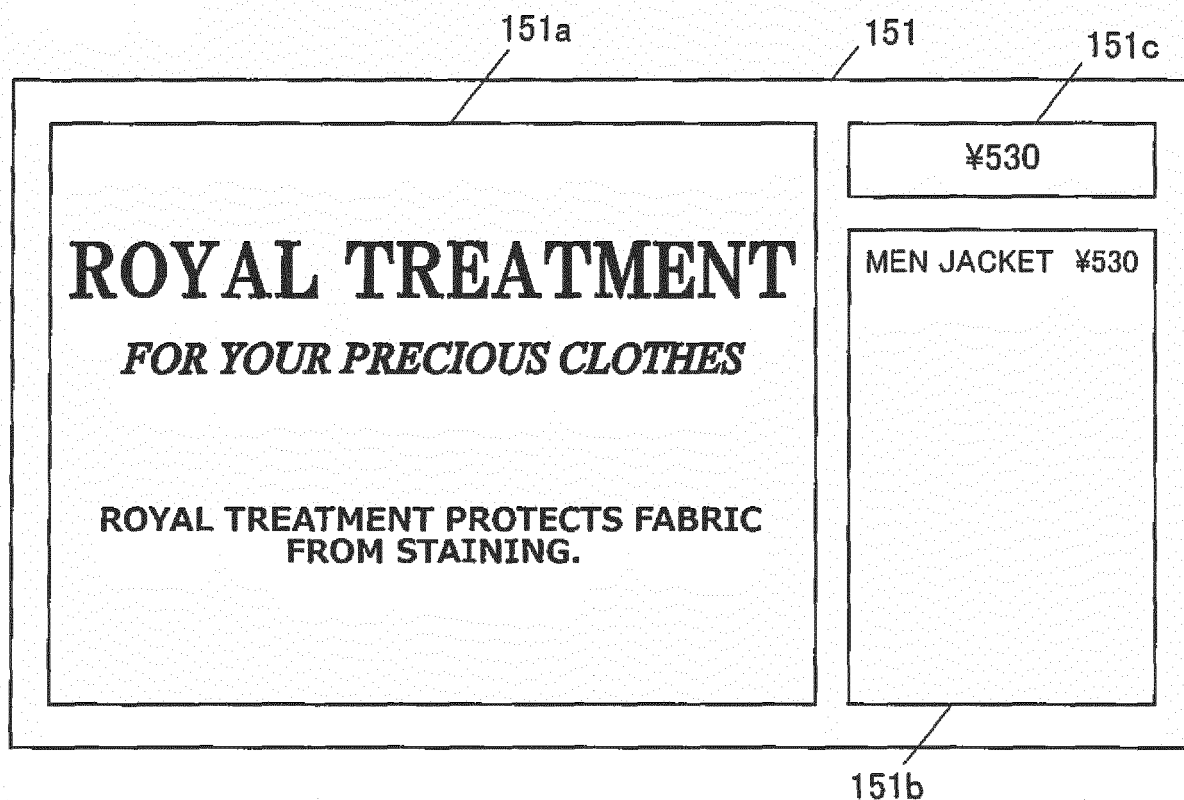 151a
151
151c
¥530
ROYAL TREATMENT
FOR YOUR PRECIOUS CLOTHES
ROYAL TREATMENT PROTECTS FABRIC
FROM STAINING.
MEN JACKET ¥530
151b